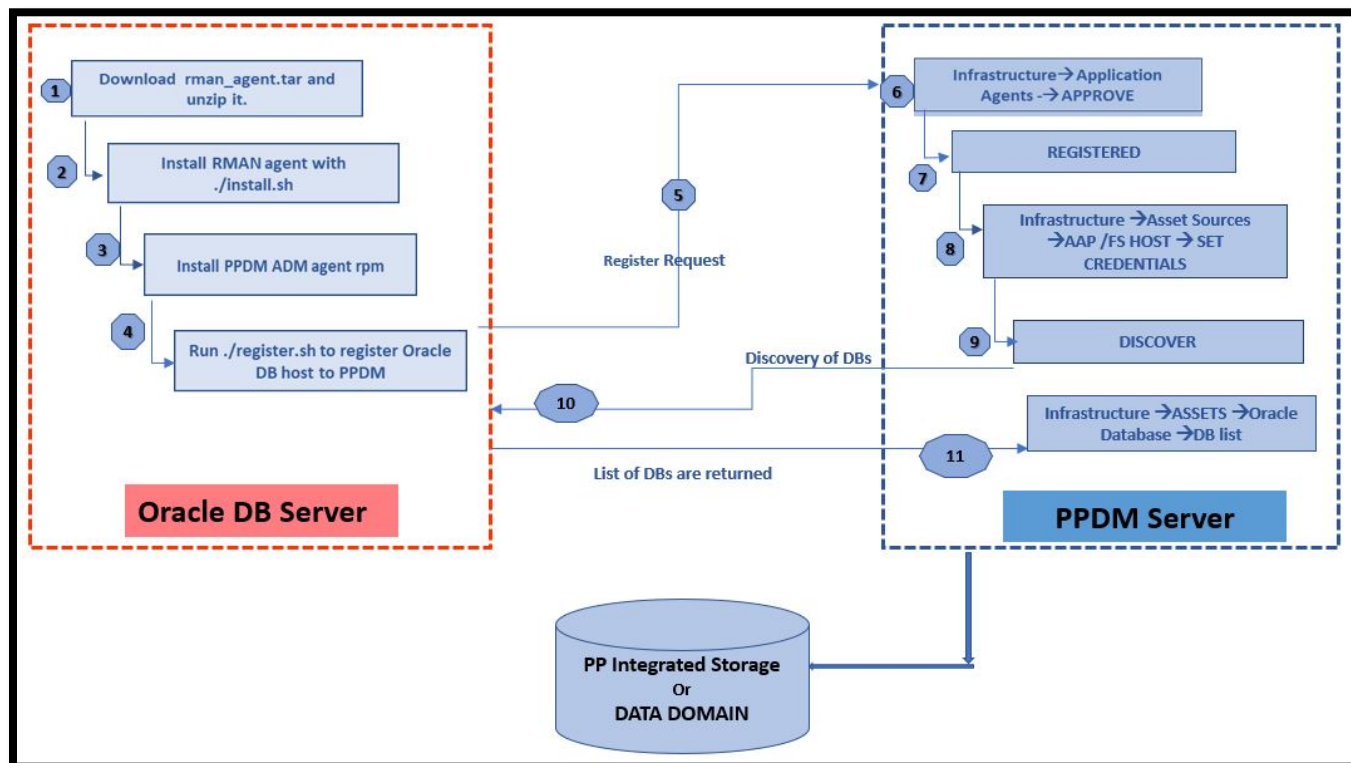 1
Download rman_agent.tar and
unzip it.
2
Install RMAN agent with
./install.sh
3
Install PPDM ADM agent rpm
4
Run ./register.sh to register Oracle
DB host to PPDM
Oracle DB Server
5
Register Request
Discovery of DBs
10
List of DBs are returned
11
6
Infrastructure→Application
Agents -→ APPROVE
7
REGISTERED
8
Infrastructure →Asset Sources
→AAP /FS HOST → SET
CREDENTIALS
9
DISCOVER
Infrastructure →ASSETS →Oracle
Database →DB list
PPDM Server
PP Integrated Storage
Or
DATA DOMAIN